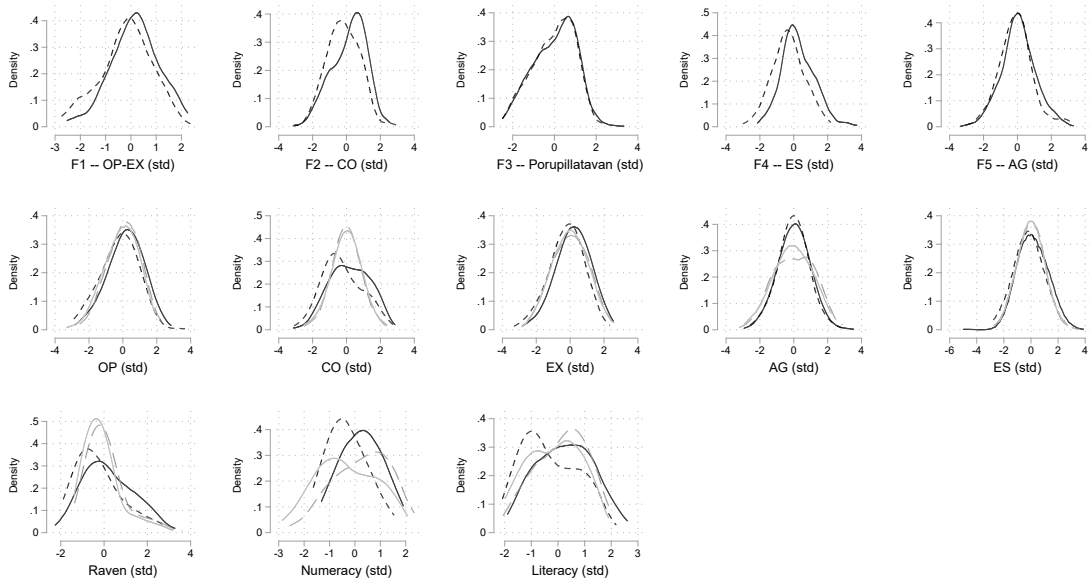 Density
.4
.3
.2
.1
0
-2 -1 0 1 2
F1 -- OP-EX (std)
Density
.4
.3
.2
.1
0
-4 -2 0 2 4
F2 -- CO (std)
Density
.4
.3
.2
.1
0
-2 0 2 4
F3 -- Porupillatavan (std)
Density
.5
.4
.3
.2
.1
0
-4 -2 0 2 4
F4 -- ES (std)
Density
.4
.3
.2
.1
0
-4 -2 0 2 4
F5 -- AG (std)
Density
.4
.3
.2
.1
0
-4 -2 0 2 4
OP (std)
Density
.5
.4
.3
.2
.1
0
-4 -2 0 2 4
CO (std)
Density
.4
.3
.2
.1
0
-4 -2 0 2 4
EX (std)
Density
.4
.3
.2
.1
0
-4 -2 0 2 4
AG (std)
Density
.4
.3
.2
.1
0
-6 -4 -2 0 2 4
ES (std)
Density
.5
.4
.3
.2
.1
0
-2 0 2 4
Raven (std)
Density
.4
.3
.2
.1
0
-3 -2 -1 0 1 2
Numeracy (std)
Density
.4
.3
.2
.1
0
-2 -1 0 1 2 3
Literacy (std)